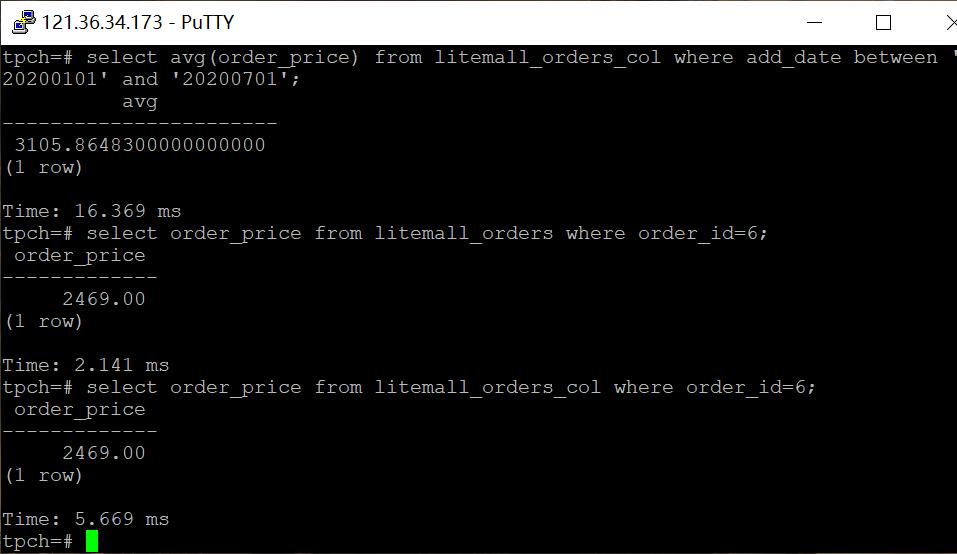 121.36.34.173 - PuTTY
tpch=# select avg(order_price) from litemall_orders_col where add_date between '
20200101' and '20200701';
avg
-----------------------
3105.8648300000000000
(1 row)
Time: 16.369 ms
tpch=# select order_price from litemall_orders where order_id=6;
order_price
-------------
2469.00
(1 row)
Time: 2.141 ms
tpch=# select order_price from litemall_orders_col where order_id=6;
order_price
-------------
2469.00
(1 row)
Time: 5.669 ms
tpch=#